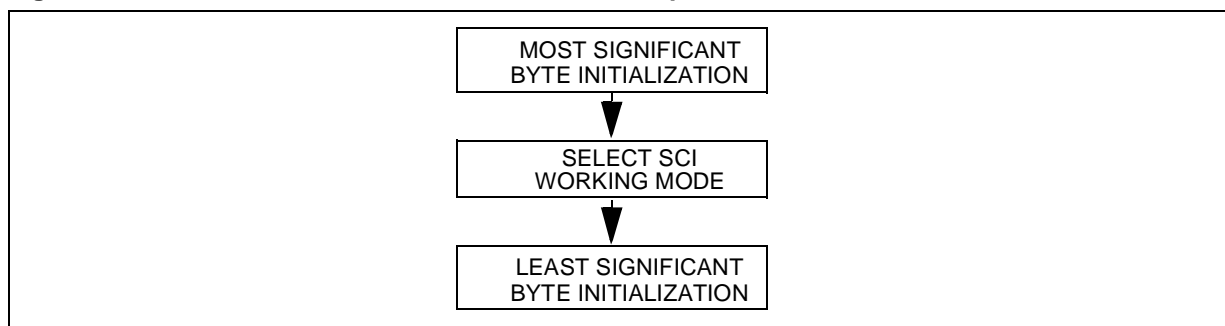 MOST SIGNIFICANT
BYTE INITIALIZATION
SELECT SCI
WORKING MODE
LEAST SIGNIFICANT
BYTE INITIALIZATION